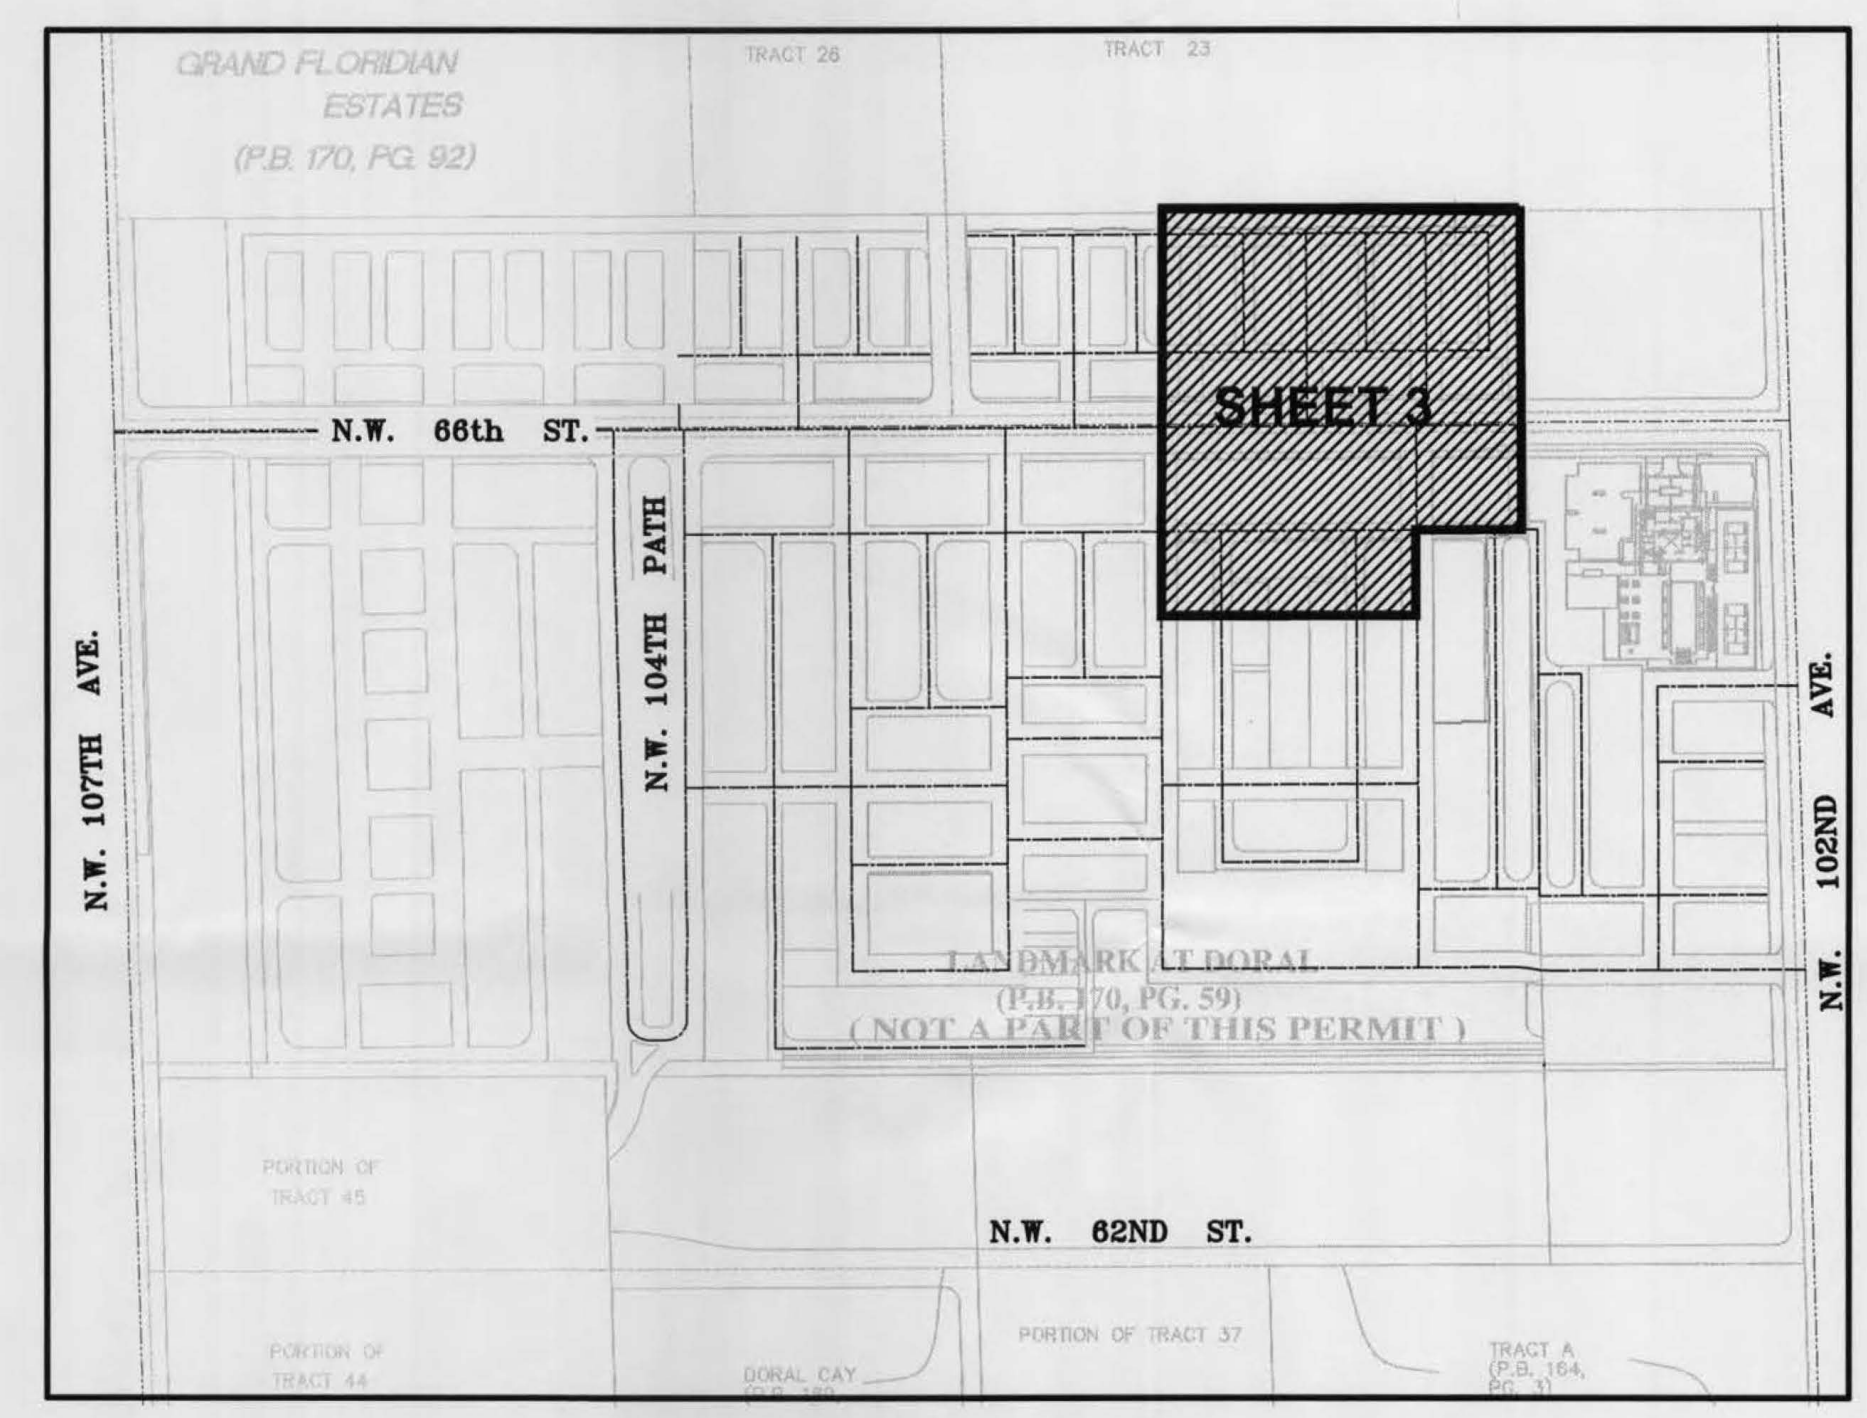 GRAND FLORIDIAN
ESTATES
(P.B. 170, PG. 92)
TRACT 26
TRACT 23
SHEET 3
N.W. 66th ST.
N.W. 104TH PATH
N.W. 107TH AVE.
N.W. 102ND AVE.
LANDMARK AT DORAL
(P.B. 170, PG. 59)
( NOT A PART OF THIS PERMIT )
PORTION OF
TRACT 45
N.W. 62ND ST.
PORTION OF
TRACT 44
DORAL CAY
PORTION OF TRACT 37
TRACT A
(P.B. 164,
PG. 3)